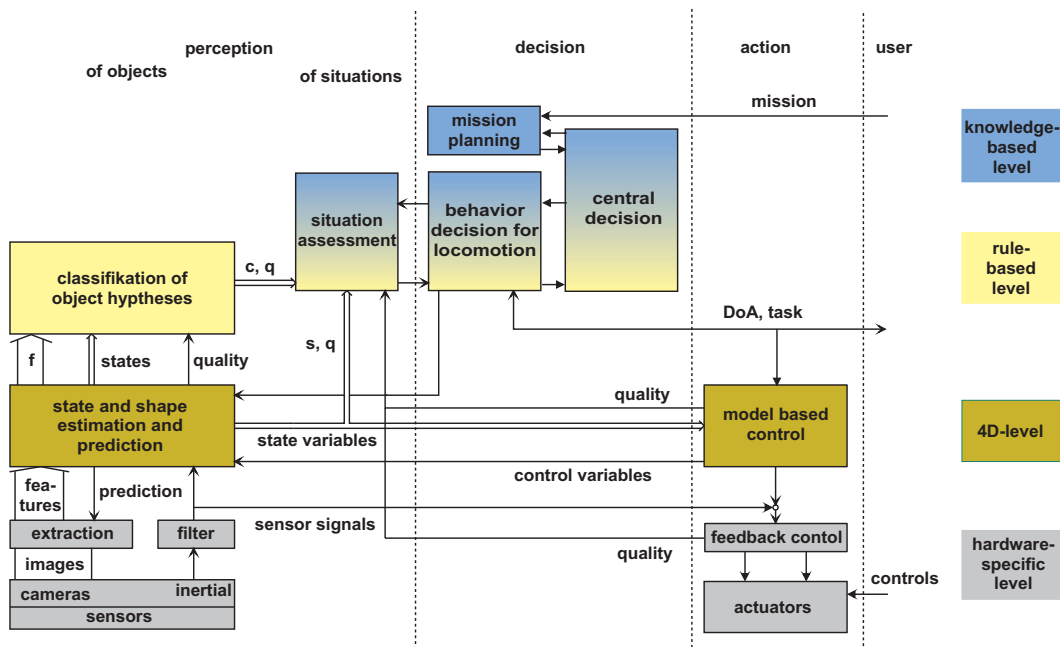 perception
decision
action
user
of objects
of situations
mission
mission
planning
knowledge-
based
level
central
decision
situation
assessment
behavior
decision for
locomotion
classifikation of
object hyptheses
c, q
rule-
based
level
DoA, task
f
states
quality
s, q
state and shape
estimation and
prediction
quality
model based
control
4D-level
state variables
control variables
fea-
tures
prediction
sensor signals
extraction
filter
quality
feedback contol
hardware-
specific
level
images
cameras
inertial
sensors
controls
actuators